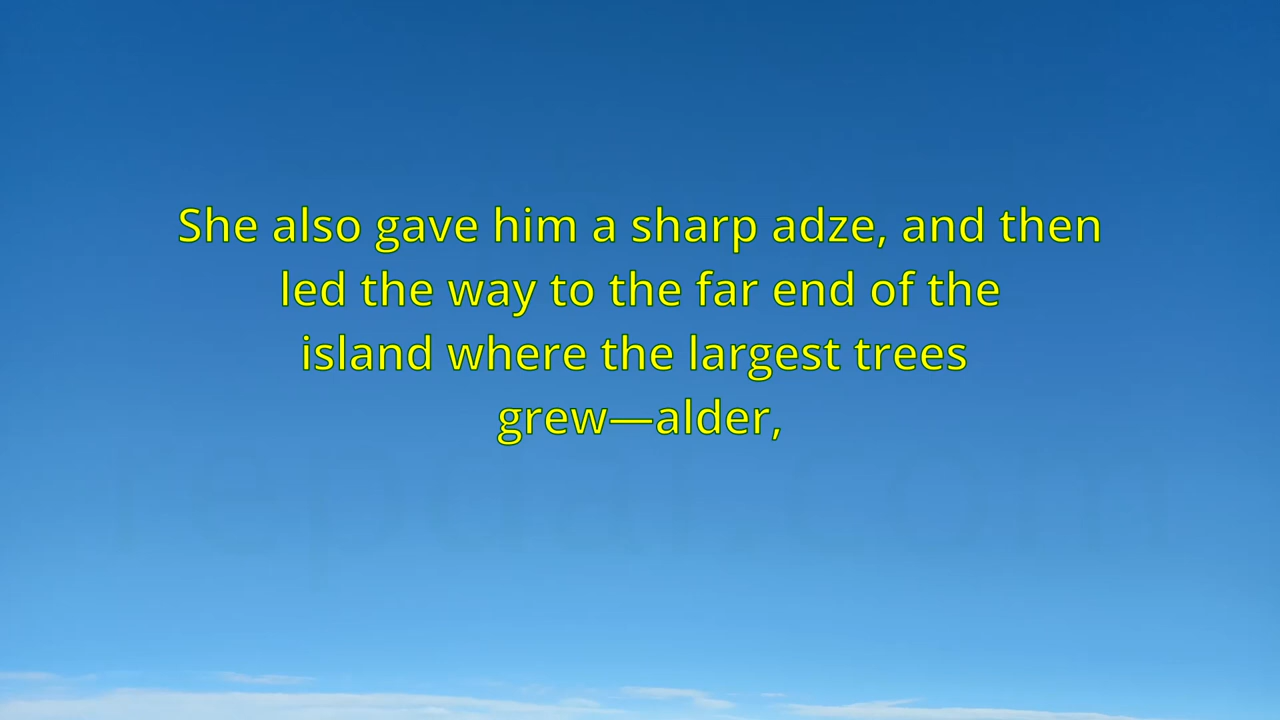 She also gave him a sharp adze, and then
led the way to the far end of the
island where the largest trees
grew—alder,